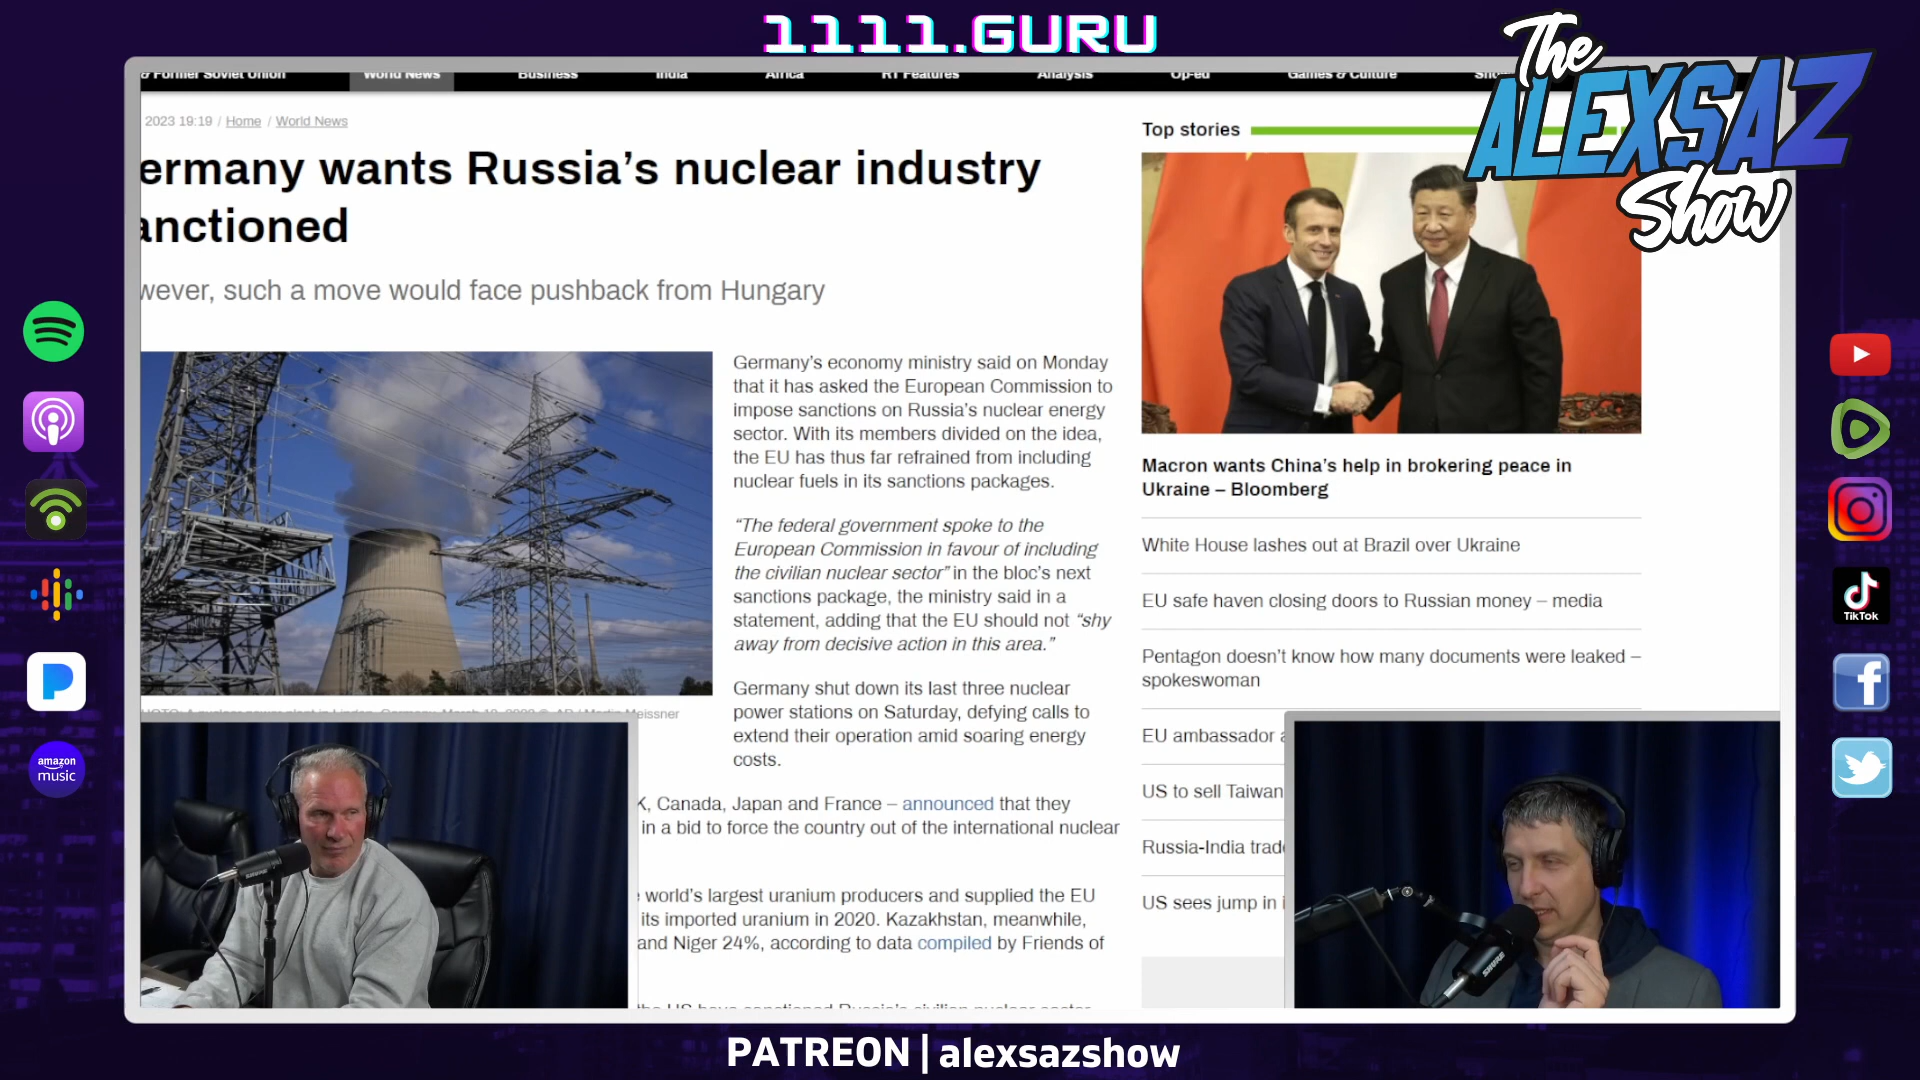 1111.GURU
The
ALEXSAZ
Show
& Former Soviet Union
World News
Business
India
Africa
RT Features
Analysis
Op-ed
Games & Culture
2023 19:19 / Home / World News
ermany wants Russia's nuclear industry
anctioned
wever, such a move would face pushback from Hungary
Germany's economy ministry said on Monday
that it has asked the European Commission to
impose sanctions on Russia's nuclear energy
sector. With its members divided on the idea,
the EU has thus far refrained from including
nuclear fuels in its sanctions packages.
“The federal government spoke to the
European Commission in favour of including
the civilian nuclear sector” in the bloc's next
sanctions package, the ministry said in a
statement, adding that the EU should not “shy
away from decisive action in this area.”
Germany shut down its last three nuclear
power stations on Saturday, defying calls to
extend their operation amid soaring energy
costs.
K, Canada, Japan and France – announced that they
in a bid to force the country out of the international nuclear
world's largest uranium producers and supplied the EU
its imported uranium in 2020. Kazakhstan, meanwhile,
and Niger 24%, according to data compiled by Friends of
Top stories
Macron wants China's help in brokering peace in
Ukraine – Bloomberg
White House lashes out at Brazil over Ukraine
EU safe haven closing doors to Russian money – media
Pentagon doesn't know how many documents were leaked –
spokeswoman
EU ambassador a
US to sell Taiwan
Russia-India trad
US sees jump in i
amazon
music
TikTok
SHURE
SHURE
PATREON | alexsazshow